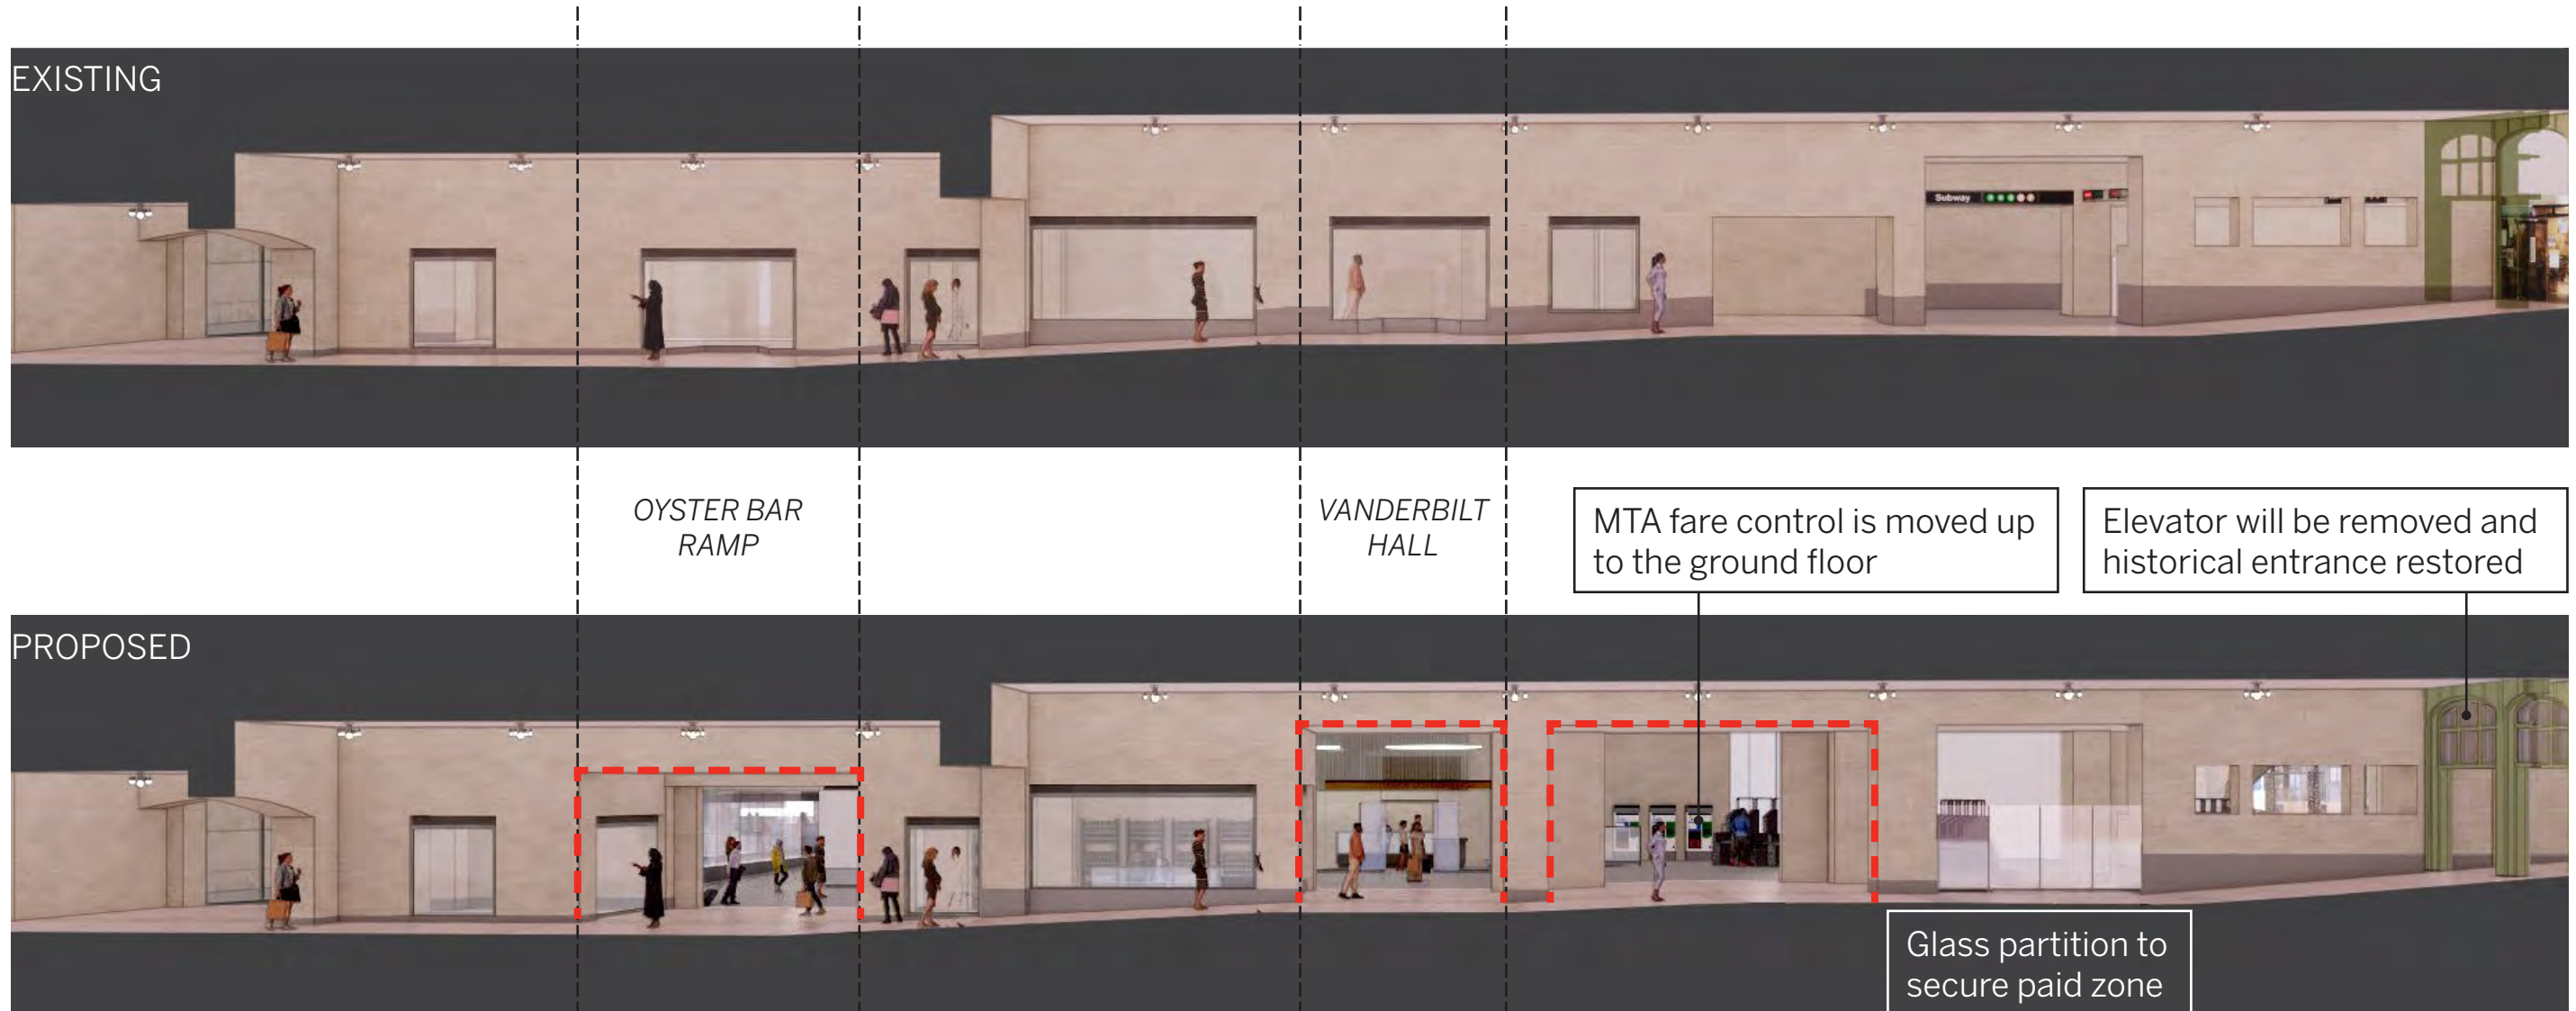 EXISTING
Subway
OYSTER BAR
RAMP
VANDERBILT
HALL
MTA fare control is moved up
to the ground floor
Elevator will be removed and
historical entrance restored
PROPOSED
Glass partition to
secure paid zone